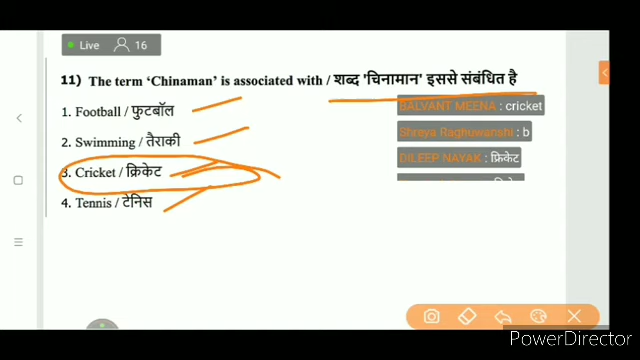 Live 16
11) The term ‘Chinaman’ is associated with / शब्द 'चिनामान' इससे संबंधित है
1. Football / फुटबॉल
BALVANT MEENA : cricket
2. Swimming / तैराकी
Shreya Raghuwanshi : b
DILEEP NAYAK : क्रिकेट
3. Cricket / क्रिकेट
4. Tennis / टेनिस
PowerDirector